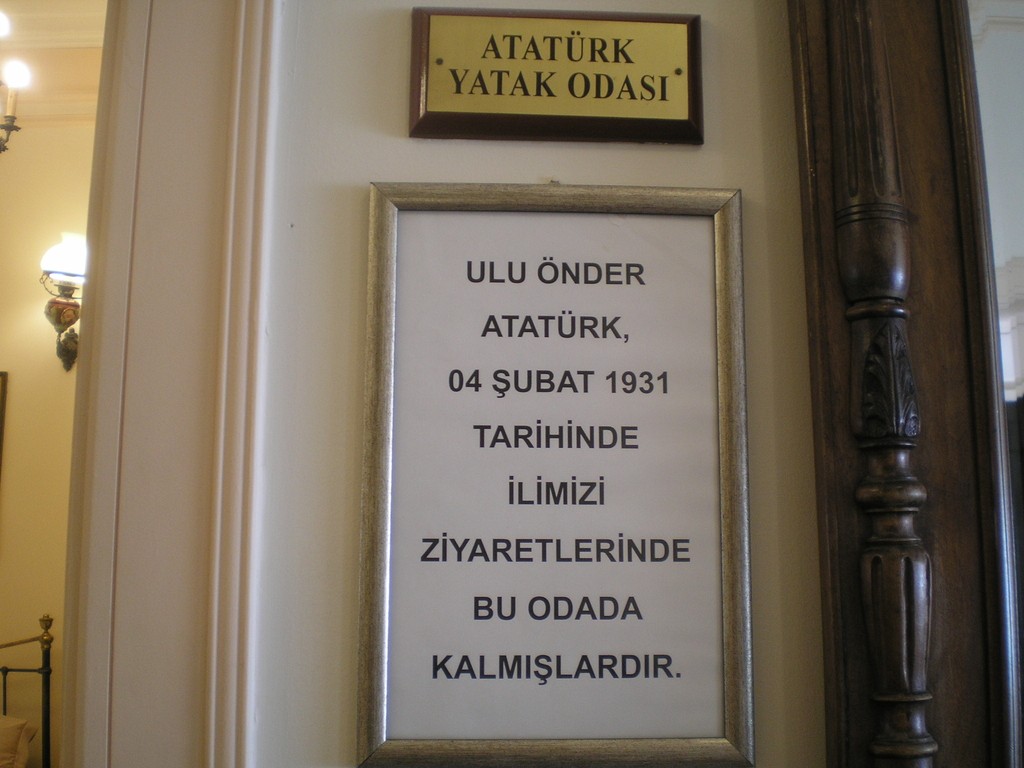 ATATÜRK
YATAK ODASI
ULU ÖNDER
ATATÜRK,
04 ŞUBAT 1931
TARİHİNDE
İLİMİZİ
ZİYARETLERİNDE
BU ODADA
KALMIŞLARDIR.